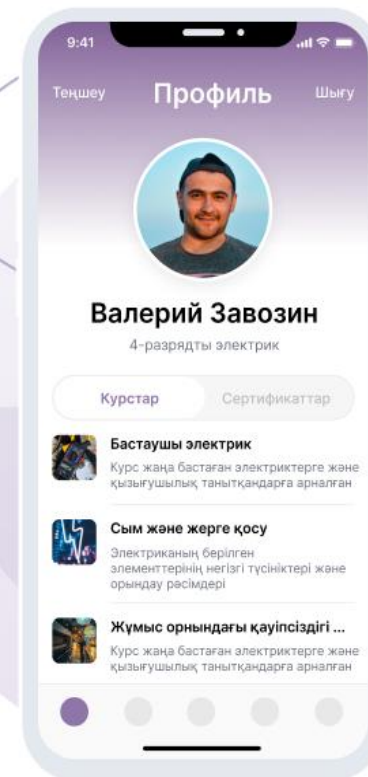 9:41
Теңшеу Профиль Шығу
Валерий Завозин
4-разрядты электрик
Курстар Сертификаттар
Бастаушы электрик
Курс жаңа бастаған электриктерге және
қызығушылық танытқандарға арналған
Сым және жерге қосу
Электриканың берілген
элементтерінің негізгі түсініктері және
орындау рәсімдері
Жұмыс орнындағы қауіпсіздігі ...
Курс жаңа бастаған электриктерге және
қызығушылық танытқандарға арналған